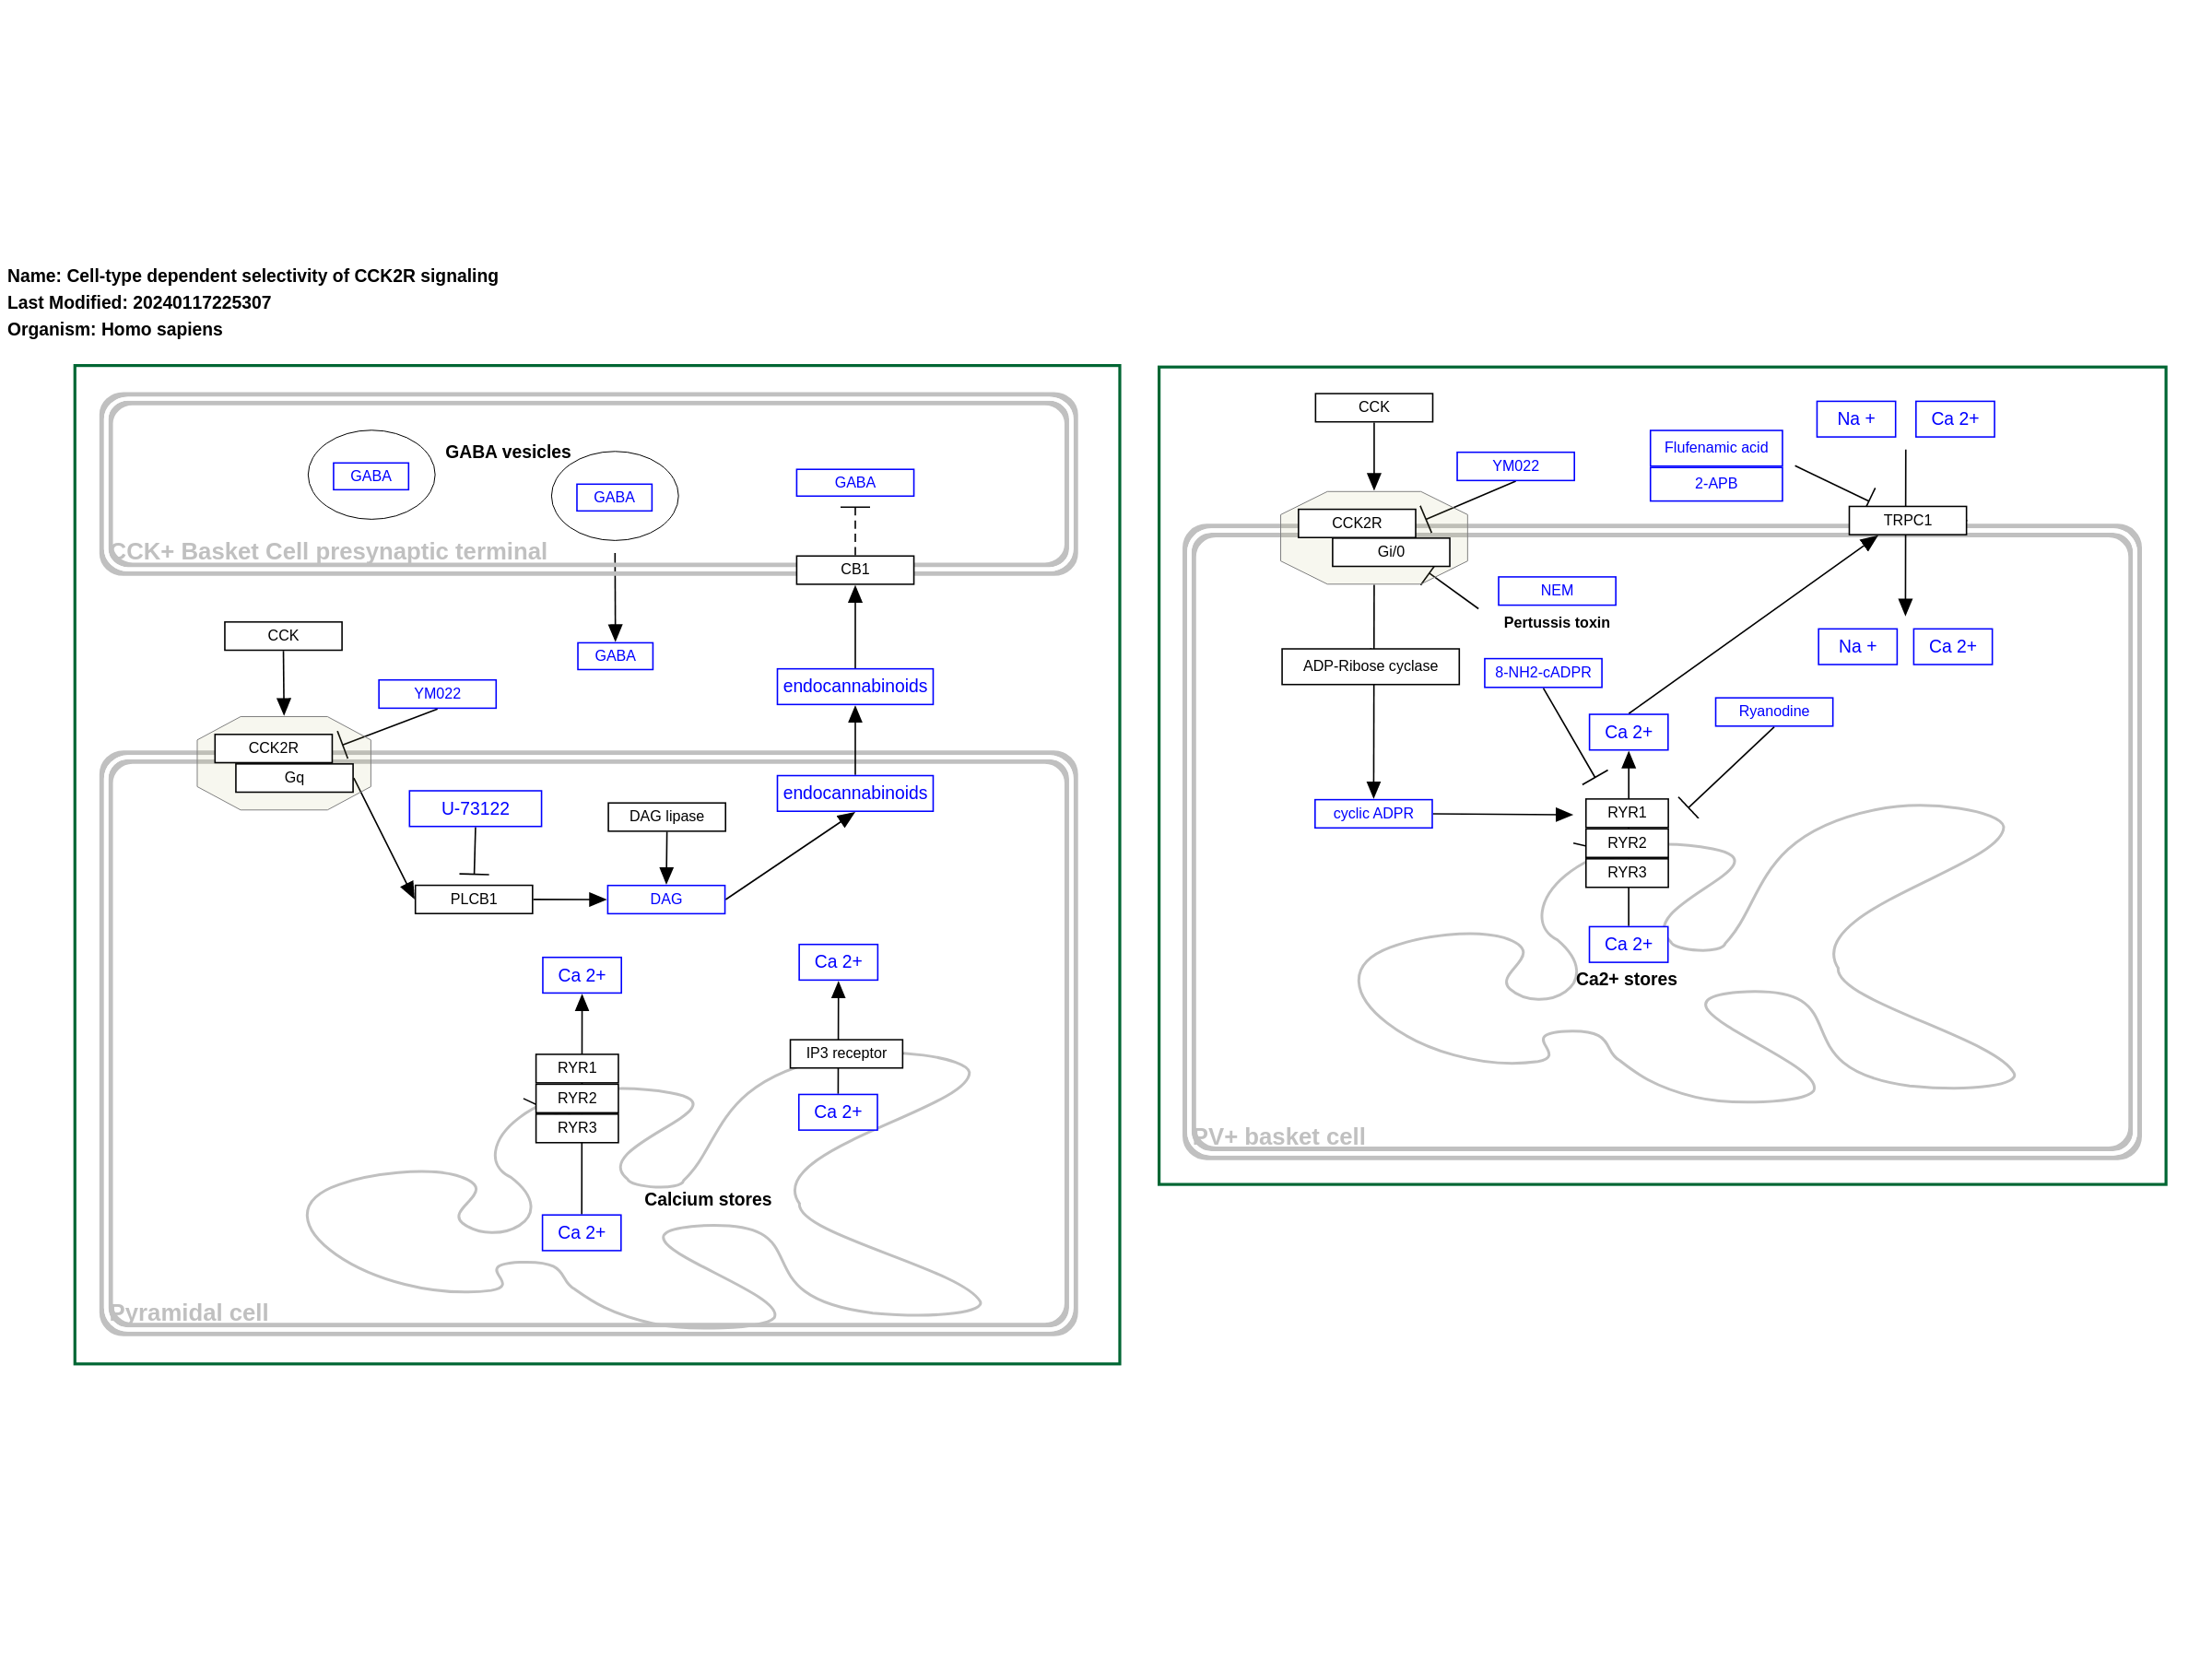 Name: Cell-type dependent selectivity of CCK2R signaling
Last Modified: 20240117225307
Organism: Homo sapiens
GABA vesicles
GABA
GABA
GABA
CCK+ Basket Cell presynaptic terminal
CB1
CCK
GABA
endocannabinoids
YM022
CCK2R
Gq
endocannabinoids
U-73122
DAG lipase
PLCB1
DAG
Ca 2+
Ca 2+
RYR1
RYR2
RYR3
IP3 receptor
Ca 2+
Calcium stores
Ca 2+
Pyramidal cell
CCK
Na +
Ca 2+
YM022
Flufenamic acid
2-APB
CCK2R
Gi/0
TRPC1
NEM
Pertussis toxin
Na +
Ca 2+
ADP-Ribose cyclase
8-NH2-cADPR
Ryanodine
Ca 2+
cyclic ADPR
RYR1
RYR2
RYR3
Ca 2+
Ca2+ stores
PV+ basket cell